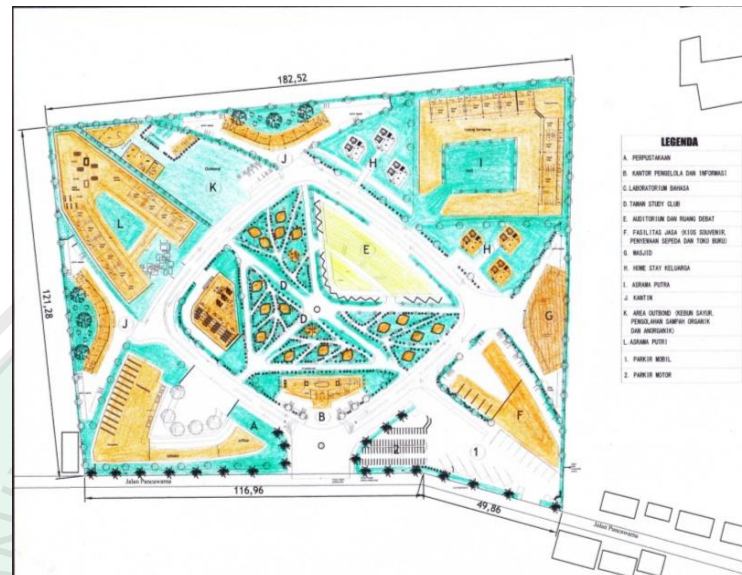 182,52
121,28
K
J
H
I
L
E
D
D
H
J
G
B
F
A
2
1
Jalan Pancawarna
116,96
49,86
Jalan Pancawarna
LEGENDA
A. PERPUSTAKAAN
B. KANTOR PENGELOLA DAN INFORMASI
C. LABORATORIUM BAHASA
D. TAMAN STUDY CLUB
E. AUDITORIUM DAN RUANG DEBAT
F. FASILITAS JASA (KIOS SOUVENIR,
PENYEWAAN SEPEDA DAN TOKO BUKU)
G. MASJID
H. HOME STAY KELUARGA
I. ASRAMA PUTRA
J. KANTIN
K. AREA OUTBOND (KEBUN SAYUR,
PENGOLAHAN SAMPAH ORGANIK
DAN ANORGANIK)
L. ASRAMA PUTRI
1. PARKIR MOBIL
2. PARKIR MOTOR